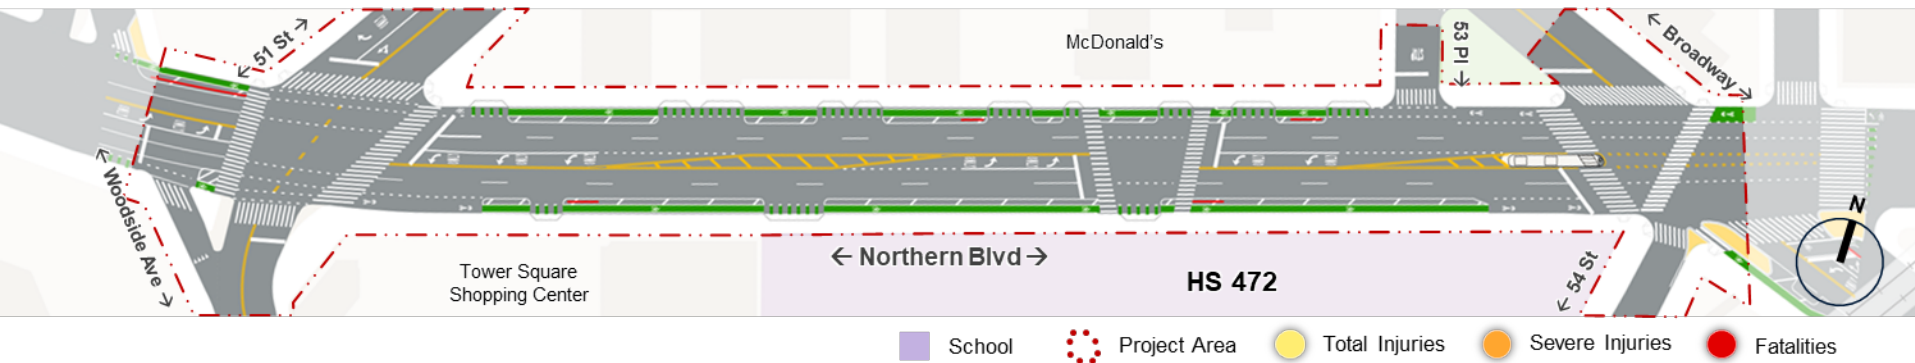 ← 51 St →
McDonald's
53 Pl →
← Broadway →
← Woodside Ave →
Tower Square
Shopping Center
← Northern Blvd →
HS 472
← 54 St
N
School
Project Area
Total Injuries
Severe Injuries
Fatalities